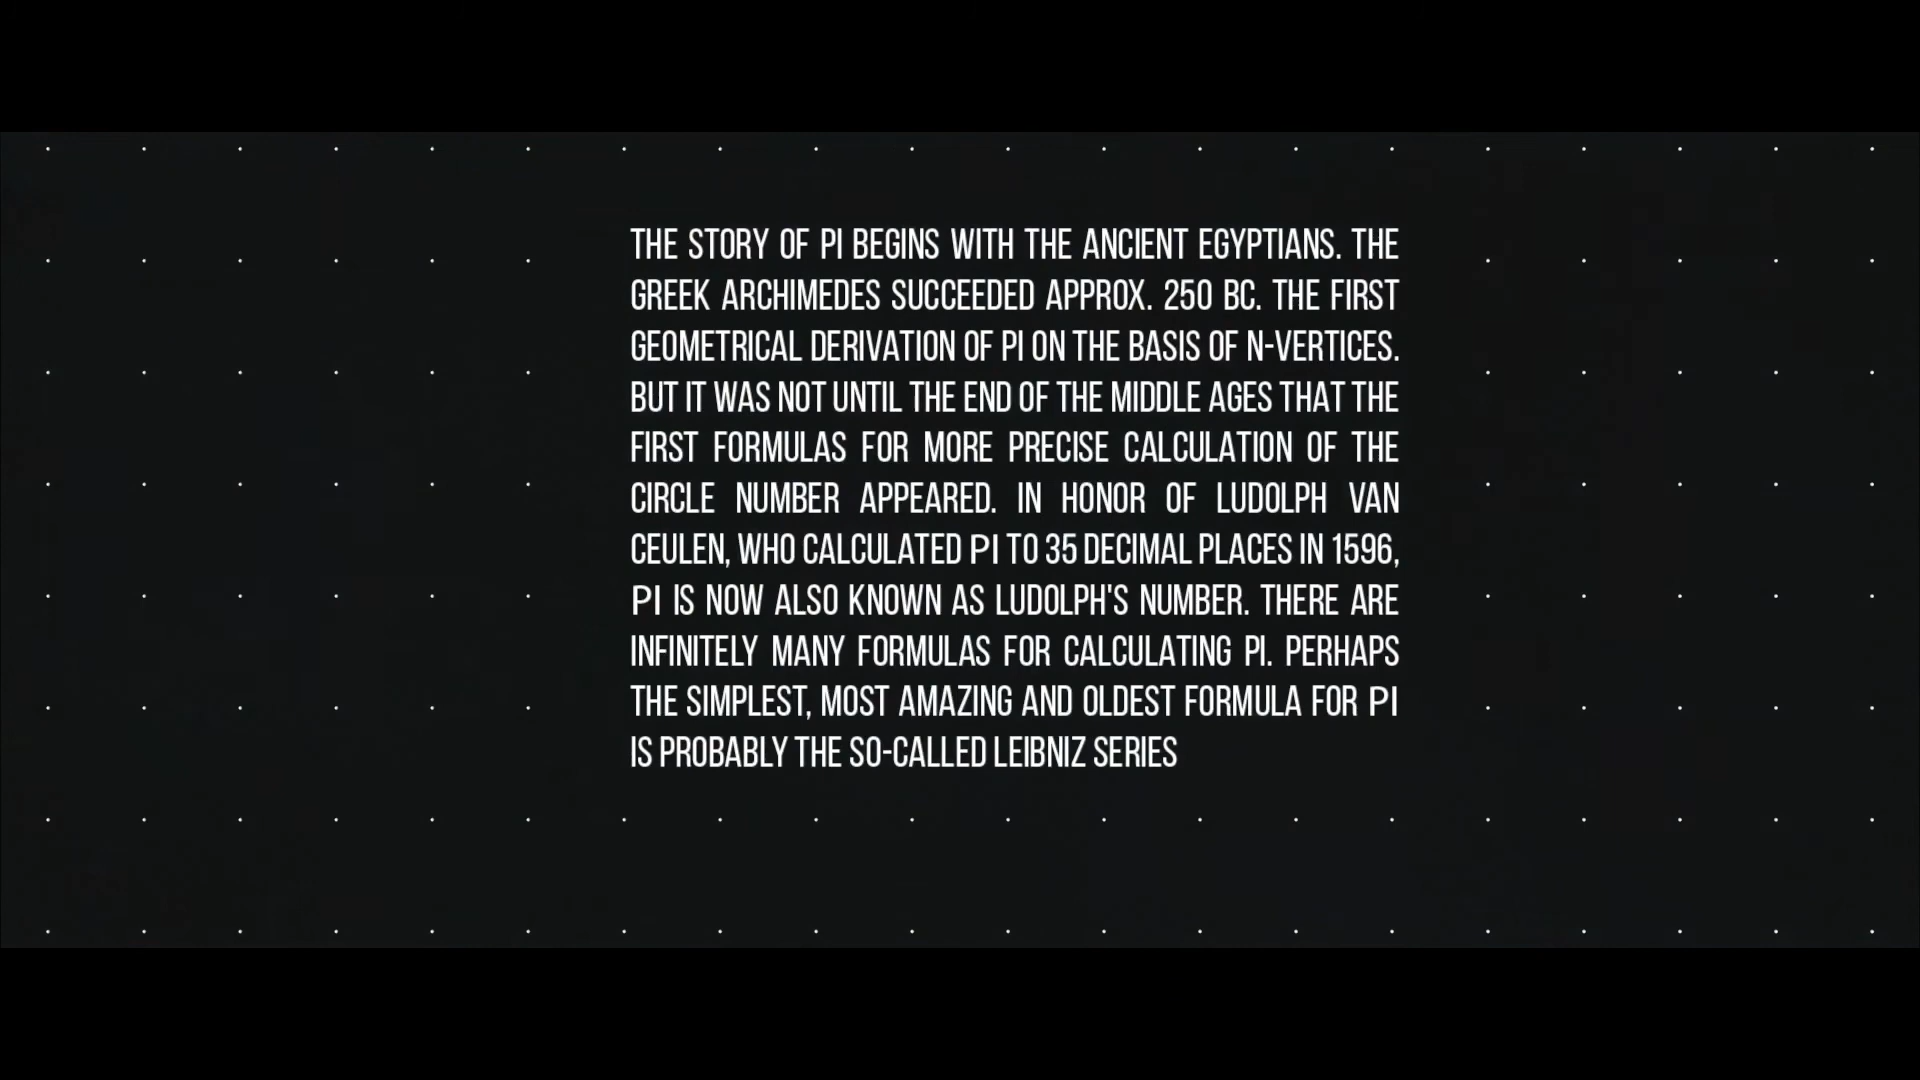 THE STORY OF PI BEGINS WITH THE ANCIENT EGYPTIANS. THE
GREEK ARCHIMEDES SUCCEEDED APPROX. 250 BC. THE FIRST
GEOMETRICAL DERIVATION OF PI ON THE BASIS OF N-VERTICES.
BUT IT WAS NOT UNTIL THE END OF THE MIDDLE AGES THAT THE
FIRST FORMULAS FOR MORE PRECISE CALCULATION OF THE
CIRCLE NUMBER APPEARED. IN HONOR OF LUDOLPH VAN
CEULEN, WHO CALCULATED PI TO 35 DECIMAL PLACES IN 1596,
PI IS NOW ALSO KNOWN AS LUDOLPH'S NUMBER. THERE ARE
INFINITELY MANY FORMULAS FOR CALCULATING PI. PERHAPS
THE SIMPLEST, MOST AMAZING AND OLDEST FORMULA FOR PI
IS PROBABLY THE SO-CALLED LEIBNIZ SERIES